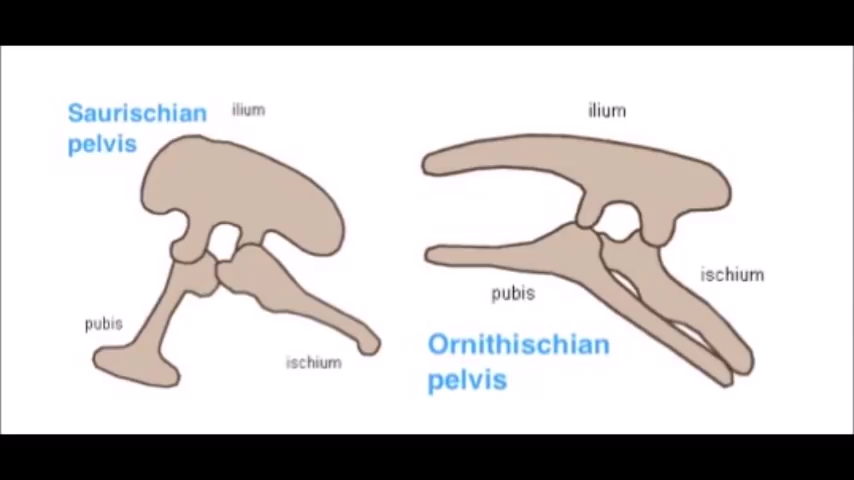 Saurischian
pelvis
ilium
pubis
ischium
ilium
pubis
ischium
Ornithischian
pelvis